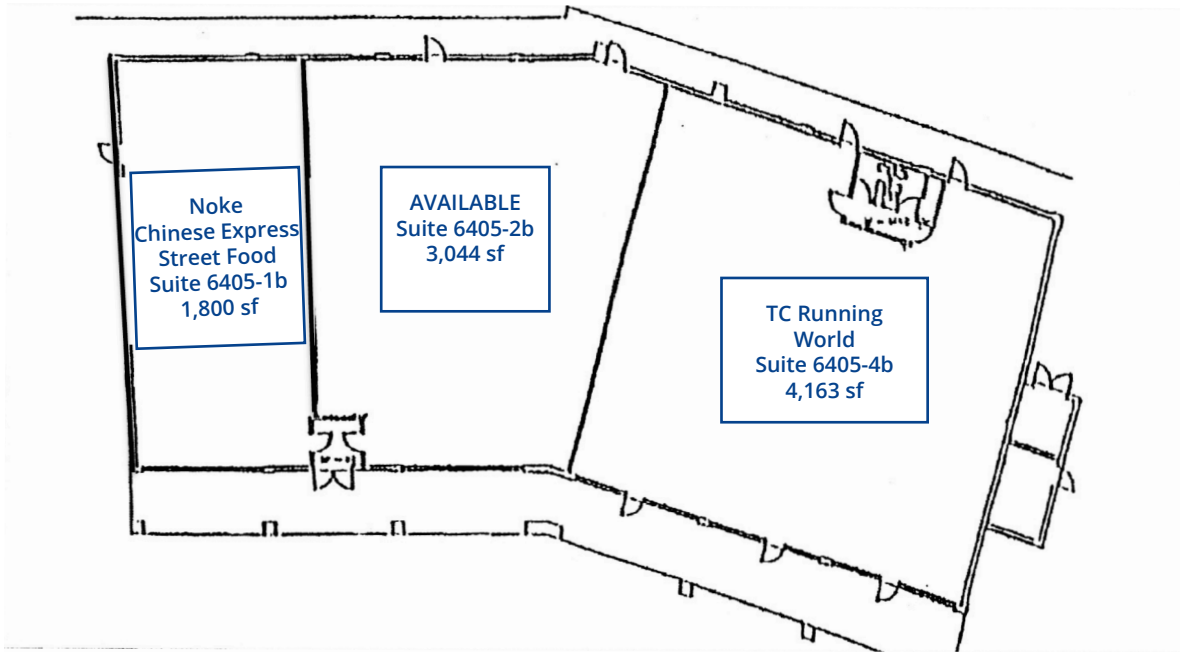 Noke
Chinese Express
Street Food
Suite 6405-1b
1,800 sf
AVAILABLE
Suite 6405-2b
3,044 sf
TC Running
World
Suite 6405-4b
4,163 sf